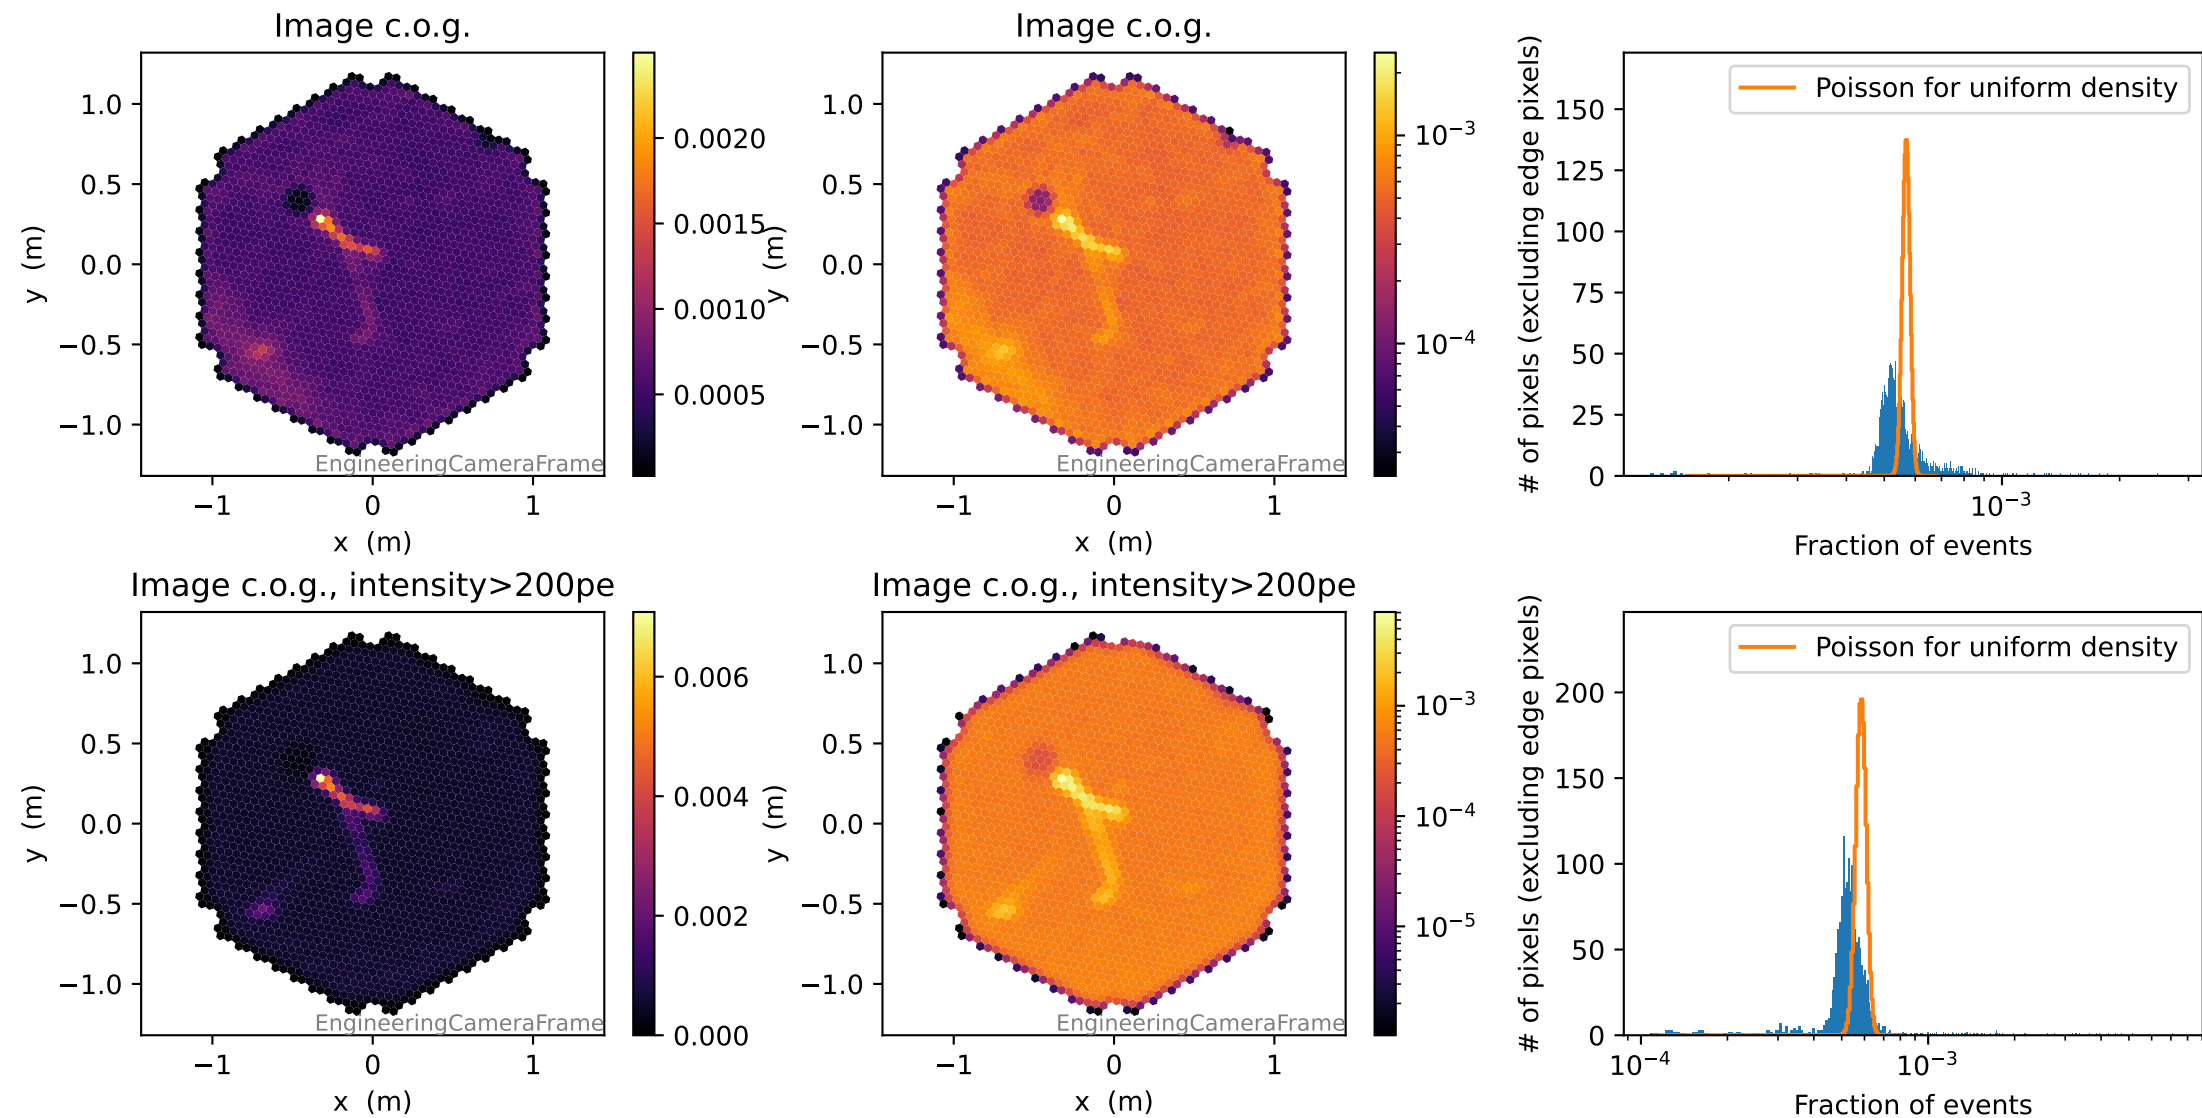 Image c.o.g.
1.0
0.5
0.0
−0.5
−1.0
y (m)
−1
0
1
x (m)
EngineeringCameraFrame
0.0020
0.0015
0.0010
0.0005
Image c.o.g.
1.0
0.5
0.0
−0.5
−1.0
y (m)
−1
0
1
x (m)
EngineeringCameraFrame
10⁻³
10⁻⁴
Poisson for uniform density
150
125
100
75
50
25
0
# of pixels (excluding edge pixels)
10⁻³
Fraction of events
Image c.o.g., intensity>200pe
1.0
0.5
0.0
−0.5
−1.0
y (m)
−1
0
1
x (m)
EngineeringCameraFrame
0.006
0.004
0.002
0.000
Image c.o.g., intensity>200pe
1.0
0.5
0.0
−0.5
−1.0
y (m)
−1
0
1
x (m)
EngineeringCameraFrame
10⁻³
10⁻⁴
10⁻⁵
Poisson for uniform density
200
150
100
50
0
# of pixels (excluding edge pixels)
10⁻⁴
10⁻³
Fraction of events